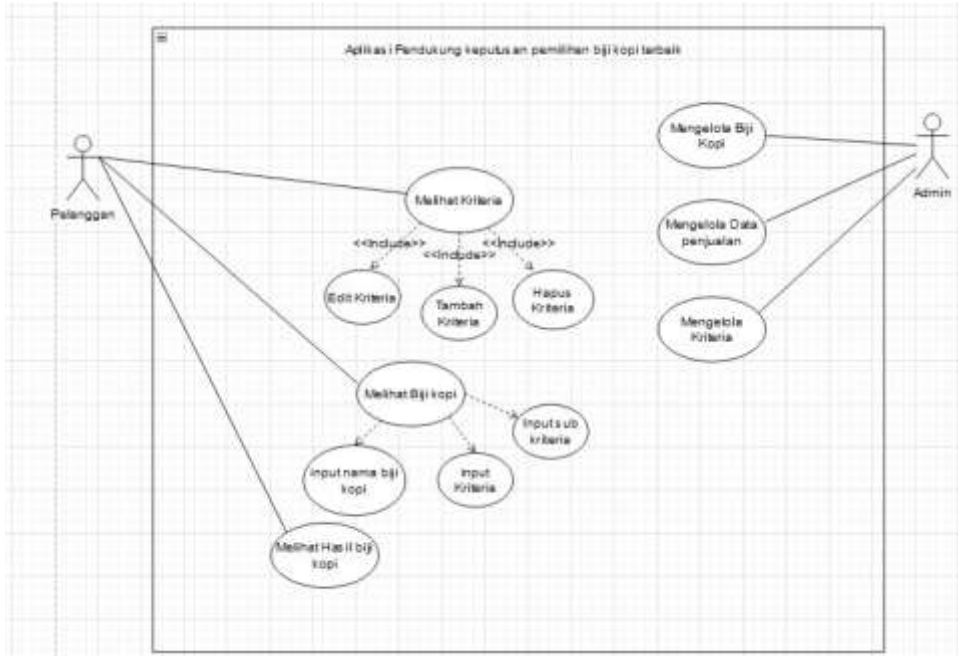 Aplikasi Pendukung keputusan pemilihan biji kopi terbaik
Pelanggan
Admin
Melihat Kriteria
<<Include>>
<<Include>>
<<Include>>
Edit Kriteria
Tambah
Kriteria
Hapus
Kriteria
Melihat Biji kopi
Input nama biji
kopi
Input
Kriteria
Input sub
kriteria
Melihat Hasil biji
kopi
Mengelola Biji
Kopi
Mengelola Data
penjualan
Mengelola
Kriteria